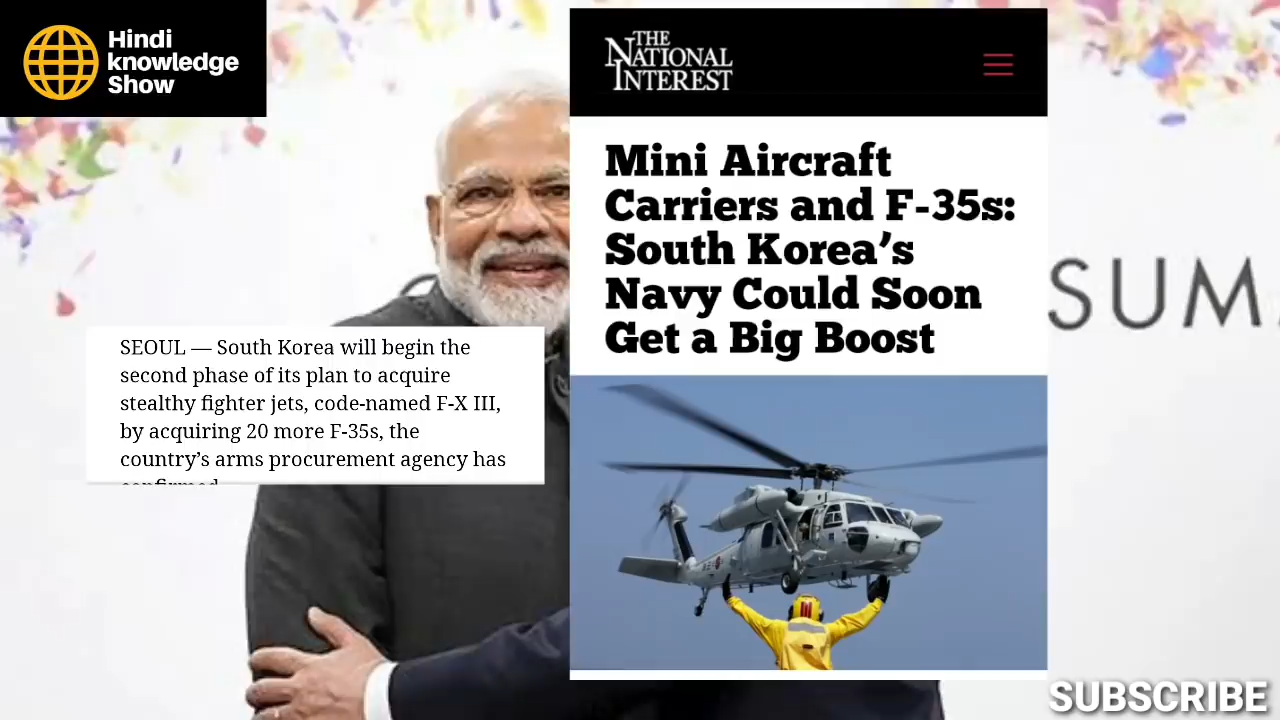 Hindi
knowledge
Show
THE
NATIONAL
INTEREST
Mini Aircraft
Carriers and F-35s:
South Korea’s
Navy Could Soon
Get a Big Boost
SEOUL — South Korea will begin the
second phase of its plan to acquire
stealthy fighter jets, code-named F-X III,
by acquiring 20 more F-35s, the
country’s arms procurement agency has
confirmed.
SUM
SUBSCRIBE